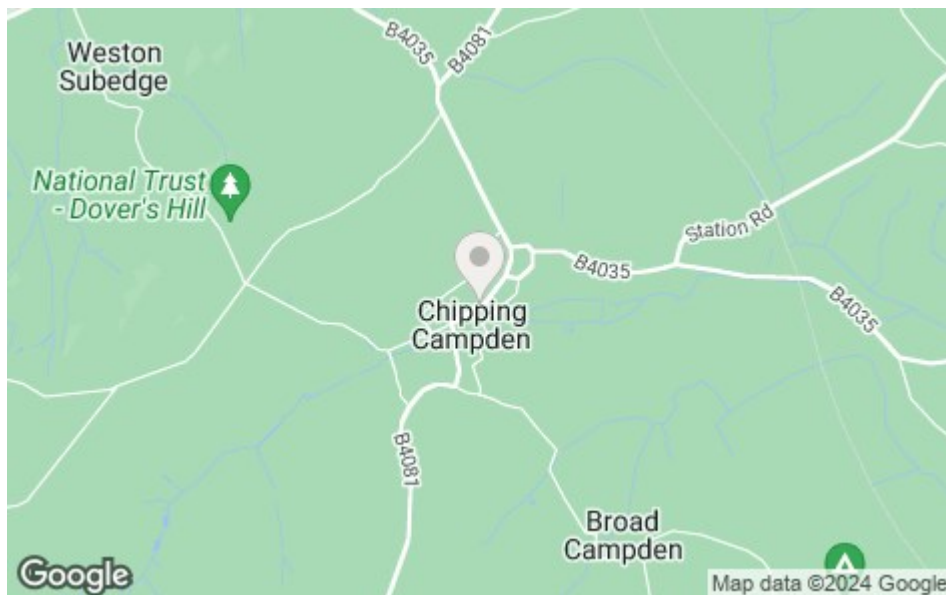 Weston
Subedge
B4035
B4081
National Trust
- Dover's Hill
Station Rd
B4035
B4035
Chipping
Campden
B4081
Broad
Campden
Google
Map data ©2024 Google